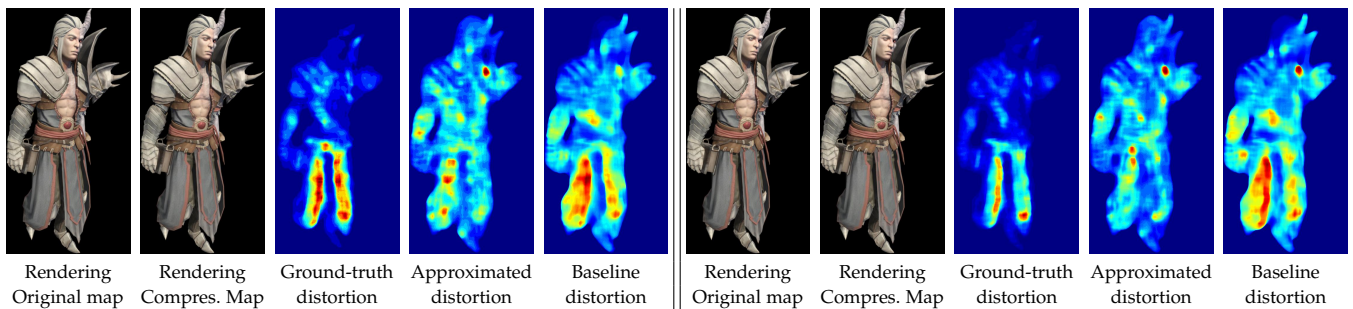 Rendering Original map
Rendering Compres. Map
Ground-truth distortion
Approximated distortion
Baseline distortion
Rendering Original map
Rendering Compres. Map
Ground-truth distortion
Approximated distortion
Baseline distortion